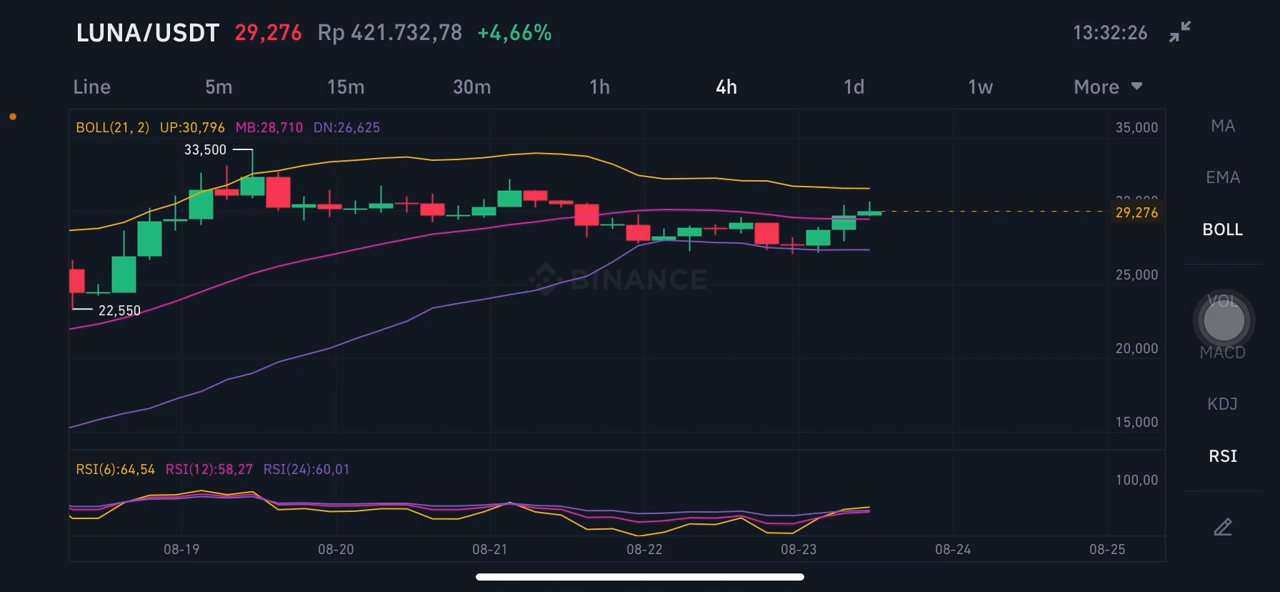 LUNA/USDT 29,276 Rp 421.732,78 +4,66% 13:32:26
Line 5m 15m 30m 1h 4h 1d 1w More
BOLL(21, 2) UP:30,796 MB:28,710 DN:26,625
35,000
MA
33,500
EMA
29,276
BOLL
25,000
BINANCE
VOL
22,550
20,000
MACD
KDJ
15,000
RSI
RSI(6):64,54 RSI(12):58,27 RSI(24):60,01
100,00
08-19 08-20 08-21 08-22 08-23 08-24 08-25